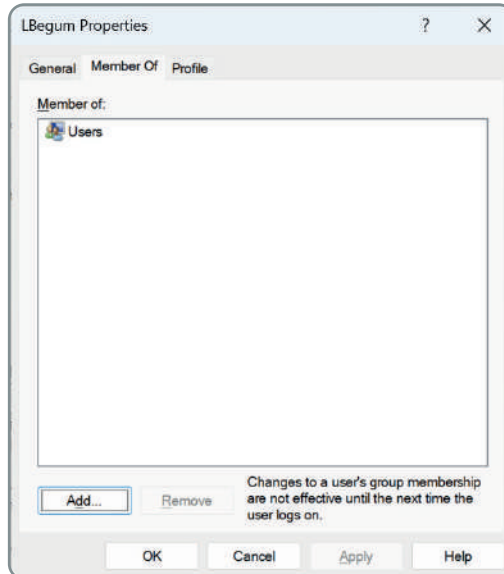 LBegum Properties ? X
General Member Of Profile
Member of:
Users
Add... Remove
Changes to a user's group membership
are not effective until the next time the
user logs on.
OK Cancel Apply Help